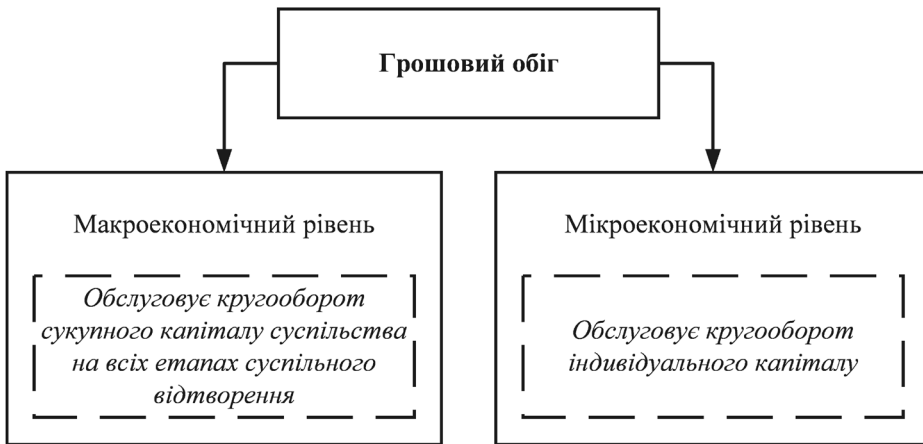 Грошовий обіг
Макроекономічний рівень
Обслуговує кругооборот
сукупного капіталу суспільства
на всіх етапах суспільного
відтворення
Мікроекономічний рівень
Обслуговує кругооборот
індивідуального капіталу